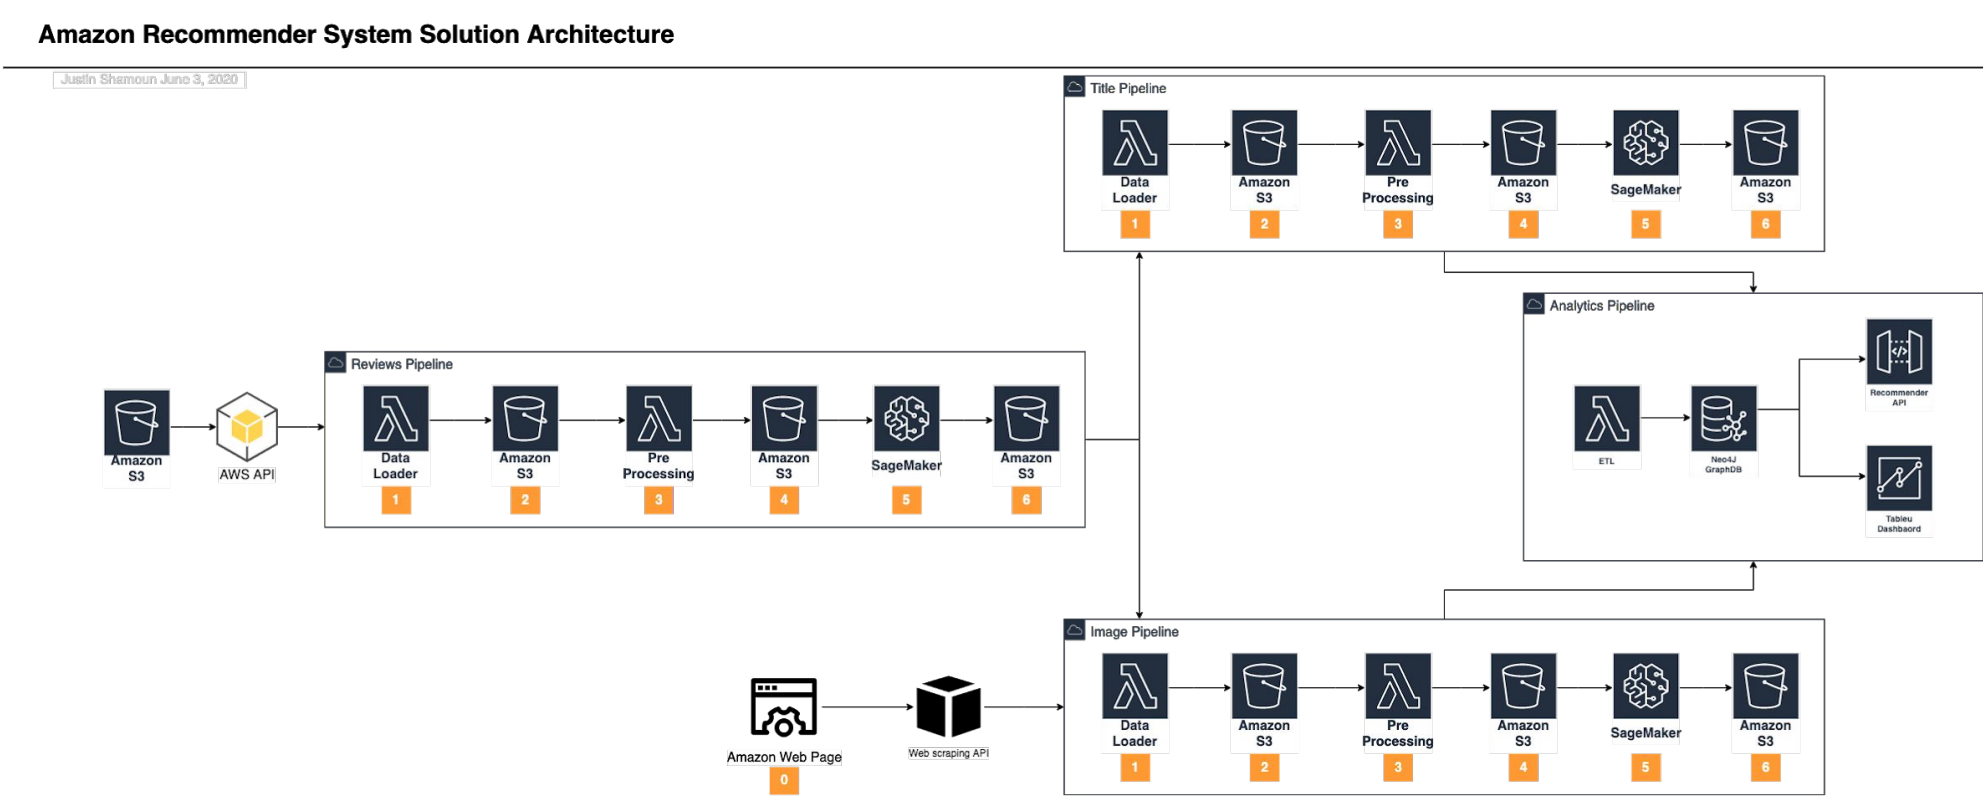 Amazon Recommender System Solution Architecture
Justin Shamoun June 3, 2020
Title Pipeline
Data
Loader
1
Amazon
S3
2
Pre
Processing
3
Amazon
S3
4
SageMaker
5
Amazon
S3
6
Analytics Pipeline
ETL
Neo4J
GraphDB
Recommender
API
Tableu
Dashbaord
Amazon
S3
AWS API
Reviews Pipeline
Data
Loader
1
Amazon
S3
2
Pre
Processing
3
Amazon
S3
4
SageMaker
5
Amazon
S3
6
Amazon Web Page
0
Web scraping API
Image Pipeline
Data
Loader
1
Amazon
S3
2
Pre
Processing
3
Amazon
S3
4
SageMaker
5
Amazon
S3
6